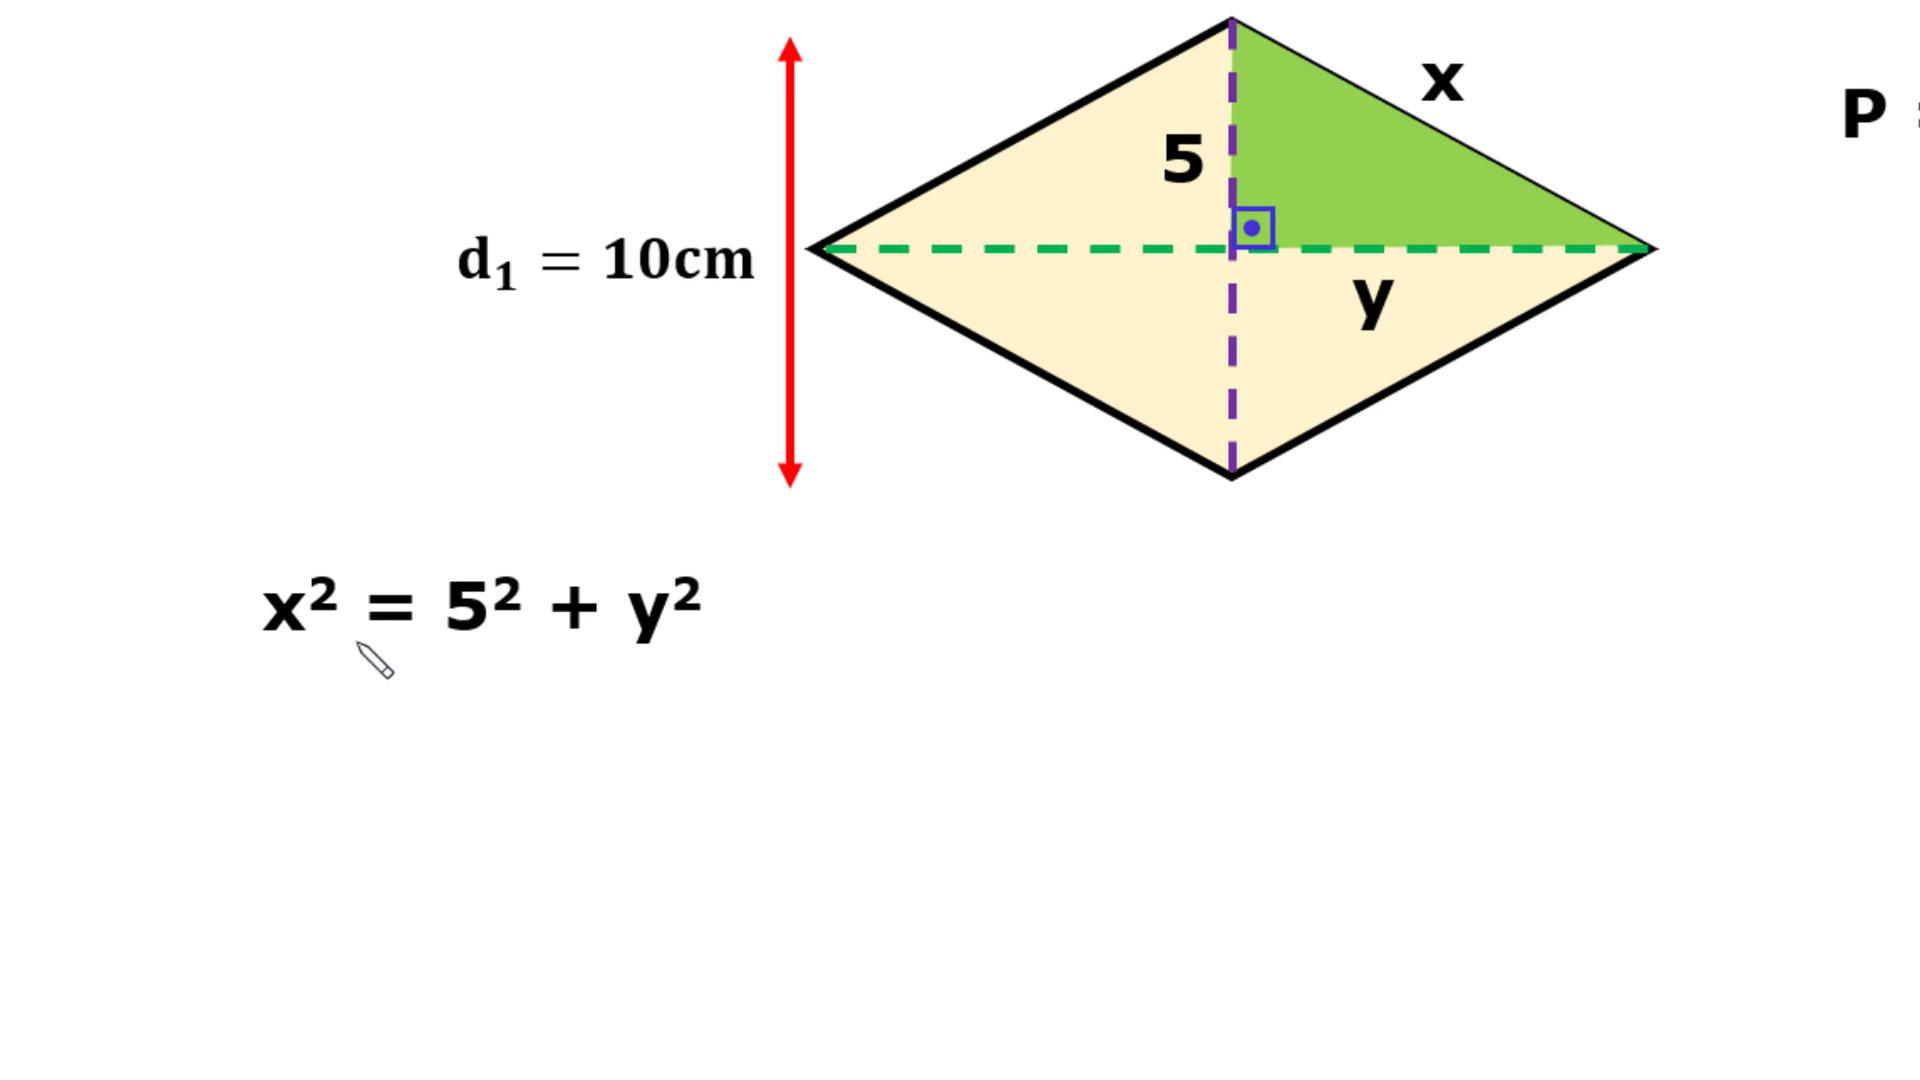 x
P =
5
d₁ = 10cm
y
x² = 5² + y²